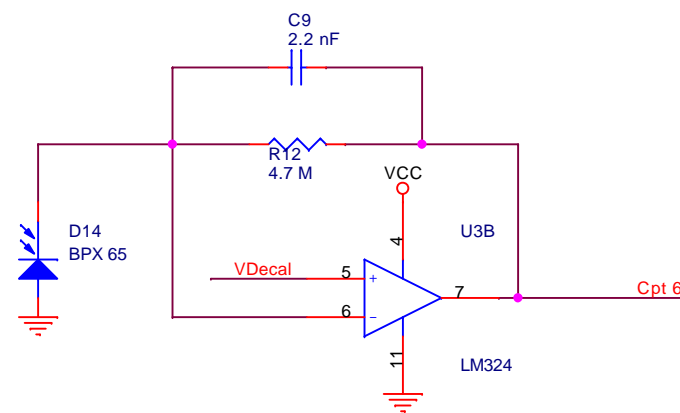 C9
2.2 nF
R12
4.7 M
VCC
D14
BPX 65
4
U3B
VDecal
5
+
7
Cpt 6
6
−
11
LM324